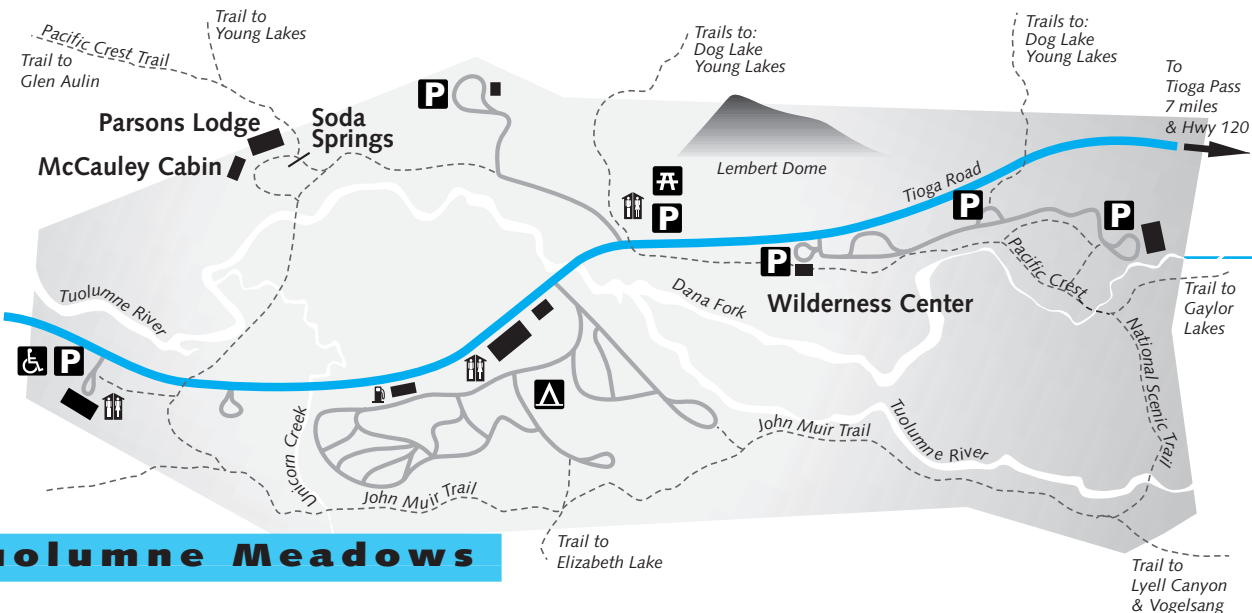 Trail to
Young Lakes
Pacific Crest Trail
Trail to
Glen Aulin
Trails to:
Dog Lake
Young Lakes
Trails to:
Dog Lake
Young Lakes
To
Tioga Pass
7 miles
& Hwy 120
P
Parsons Lodge
Soda
Springs
McCauley Cabin
Lembert Dome
Tioga Road
P
P
P
P
Wilderness Center
Pacific Crest
National Scenic Trail
Trail to
Gaylor
Lakes
Dana Fork
Tuolumne River
P
Unicorn Creek
John Muir Trail
John Muir Trail
Tuolumne River
Trail to
Elizabeth Lake
Trail to
Lyell Canyon
& Vogelsang
uolumne Meadows